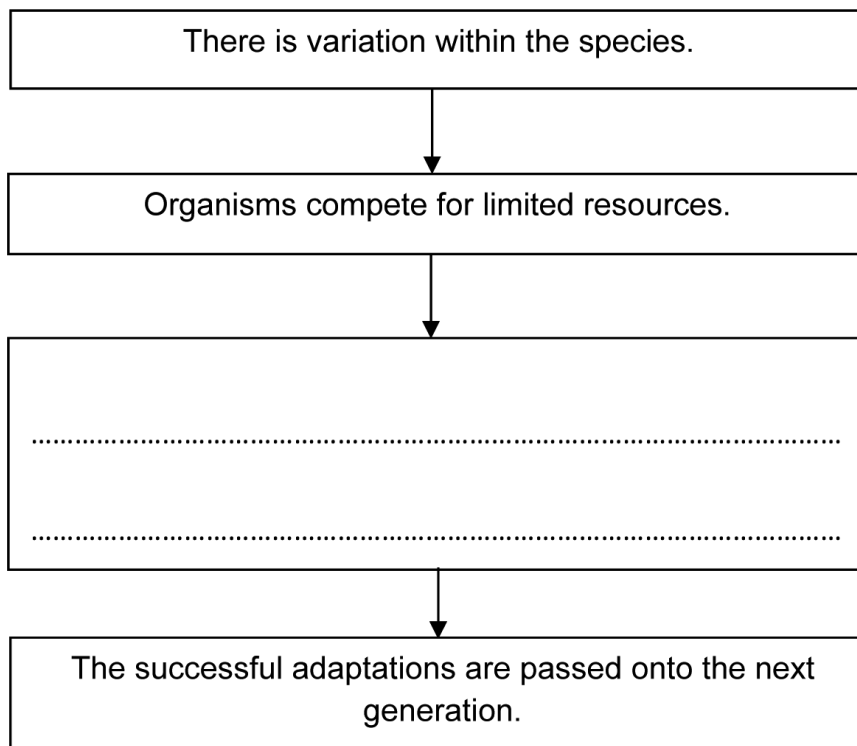 There is variation within the species.
Organisms compete for limited resources.
The successful adaptations are passed onto the next
generation.